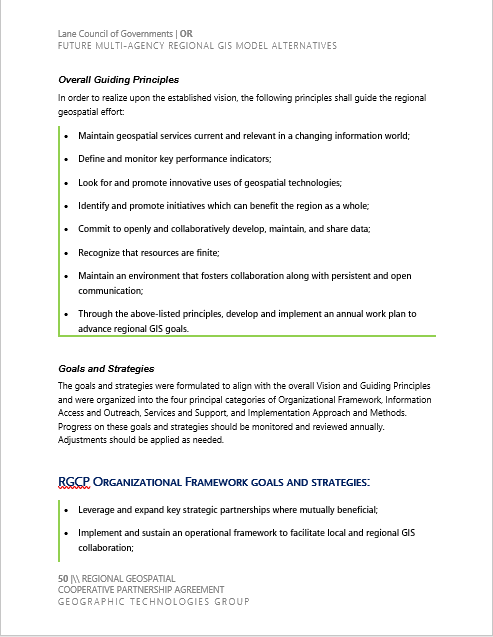 Lane Council of Governments | OR
FUTURE MULTI-AGENCY REGIONAL GIS MODEL ALTERNATIVES
Overall Guiding Principles
In order to realize upon the established vision, the following principles shall guide the regional
geospatial effort:
• Maintain geospatial services current and relevant in a changing information world;
• Define and monitor key performance indicators;
• Look for and promote innovative uses of geospatial technologies;
• Identify and promote initiatives which can benefit the region as a whole;
• Commit to openly and collaboratively develop, maintain, and share data;
• Recognize that resources are finite;
• Maintain an environment that fosters collaboration along with persistent and open
communication;
• Through the above-listed principles, develop and implement an annual work plan to
advance regional GIS goals.
Goals and Strategies
The goals and strategies were formulated to align with the overall Vision and Guiding Principles
and were organized into the four principal categories of Organizational Framework, Information
Access and Outreach, Services and Support, and Implementation Approach and Methods.
Progress on these goals and strategies should be monitored and reviewed annually.
Adjustments should be applied as needed.
RGCP ORGANIZATIONAL FRAMEWORK GOALS AND STRATEGIES:
• Leverage and expand key strategic partnerships where mutually beneficial;
• Implement and sustain an operational framework to facilitate local and regional GIS
collaboration;
50 |\\ REGIONAL GEOSPATIAL
COOPERATIVE PARTNERSHIP AGREEMENT
GEOGRAPHIC TECHNOLOGIES GROUP